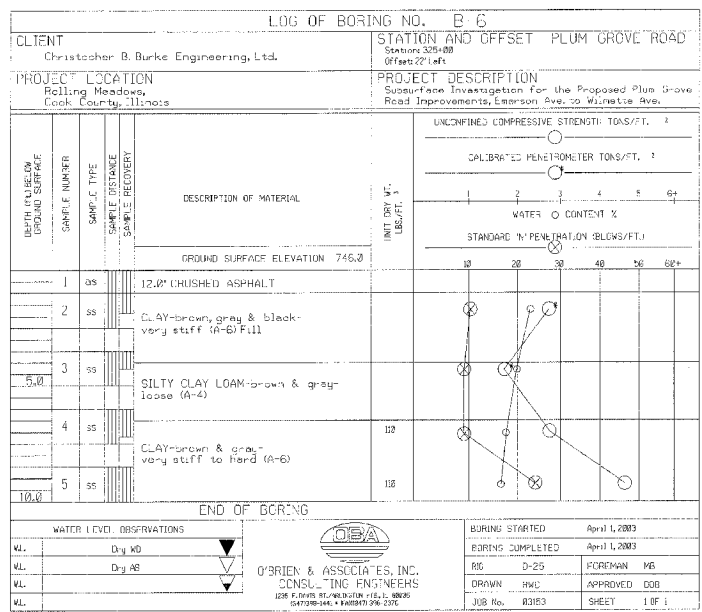 LOG OF BORING NO. B-6
CLIENT
Christopher B. Burke Engineering, Ltd.
STATION AND OFFSET PLUM GROVE ROAD
Station: 325+00
Offset: 22' Left
PROJECT LOCATION
Rolling Meadows,
Cook County, Illinois
PROJECT DESCRIPTION
Subsurface Investigation for the Proposed Plum Grove
Road Improvements, Emerson Ave. to Wilmette Ave.
DEPTH (FT.) BELOW
GROUND SURFACE
SAMPLE NUMBER
SAMPLE TYPE
SAMPLE DISTANCE
SAMPLE RECOVERY
DESCRIPTION OF MATERIAL
GROUND SURFACE ELEVATION 746.0
UNIT DRY WT.
LBS./FT. 3
UNCONFINED COMPRESSIVE STRENGTH TONS/FT. 2
CALIBRATED PENETROMETER TONS/FT. 2
*
1 2 3 4 5 6+
WATER CONTENT %
STANDARD 'N' PENETRATION (BLOWS/FT.)
10 20 30 40 50 60+
1 as 12.0" CRUSHED ASPHALT
2 ss CLAY-brown, gray & black-
very stiff (A-6) Fill
*
3 ss
5.0
SILTY CLAY LOAM-brown & gray-
loose (A-4)
*
4 ss 110
CLAY-brown & gray-
very stiff to hard (A-6)
5 ss 110
10.0
END OF BORING
WATER LEVEL OBSERVATIONS
W.L. Dry WD
W.L. Dry AB
W.L.
W.L.
OBA
O'BRIEN & ASSOCIATES, INC.
CONSULTING ENGINEERS
BORING STARTED April 1, 2003
BORING COMPLETED April 1, 2003
RIG D-25 FOREMAN MB
DRAWN RWC APPROVED DOB
JOB No. 03153 SHEET 1 OF 1